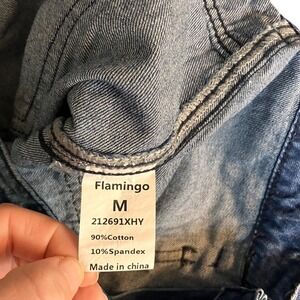 Flamingo
M
212691XHY
90%Cotton
10%Spandex
Made in china